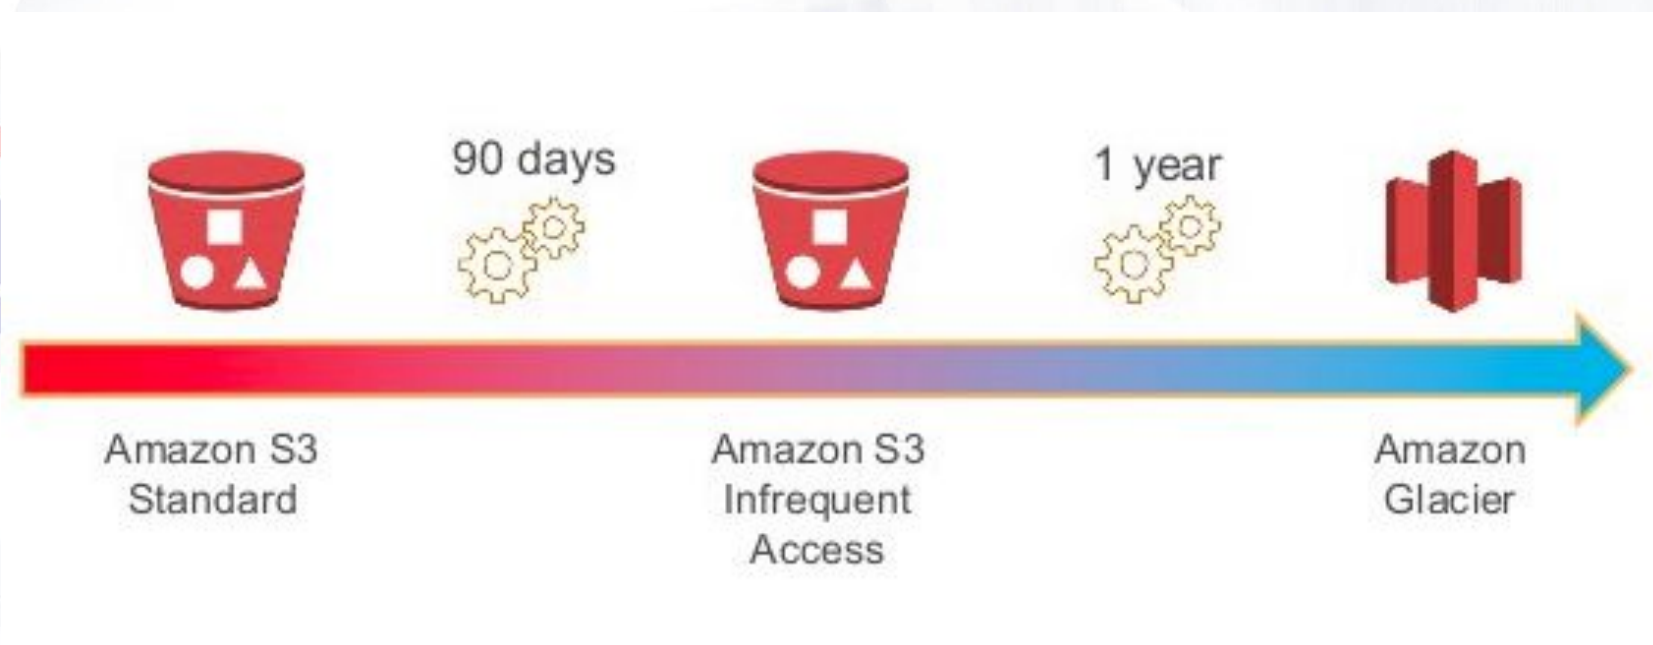 90 days
1 year
Amazon S3
Standard
Amazon S3
Infrequent
Access
Amazon
Glacier